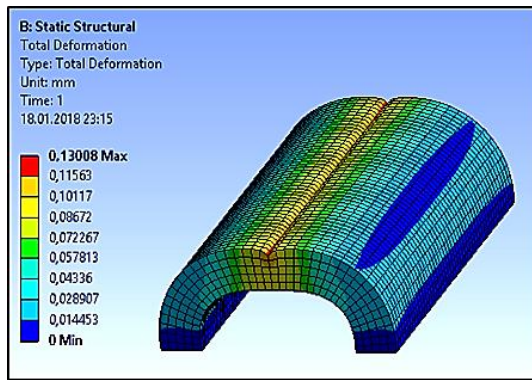 B: Static Structural
Total Deformation
Type: Total Deformation
Unit: mm
Time: 1
18.01.2018 23:15
0,13008 Max
0,11563
0,10117
0,08672
0,072267
0,057813
0,04336
0,028907
0,014453
0 Min